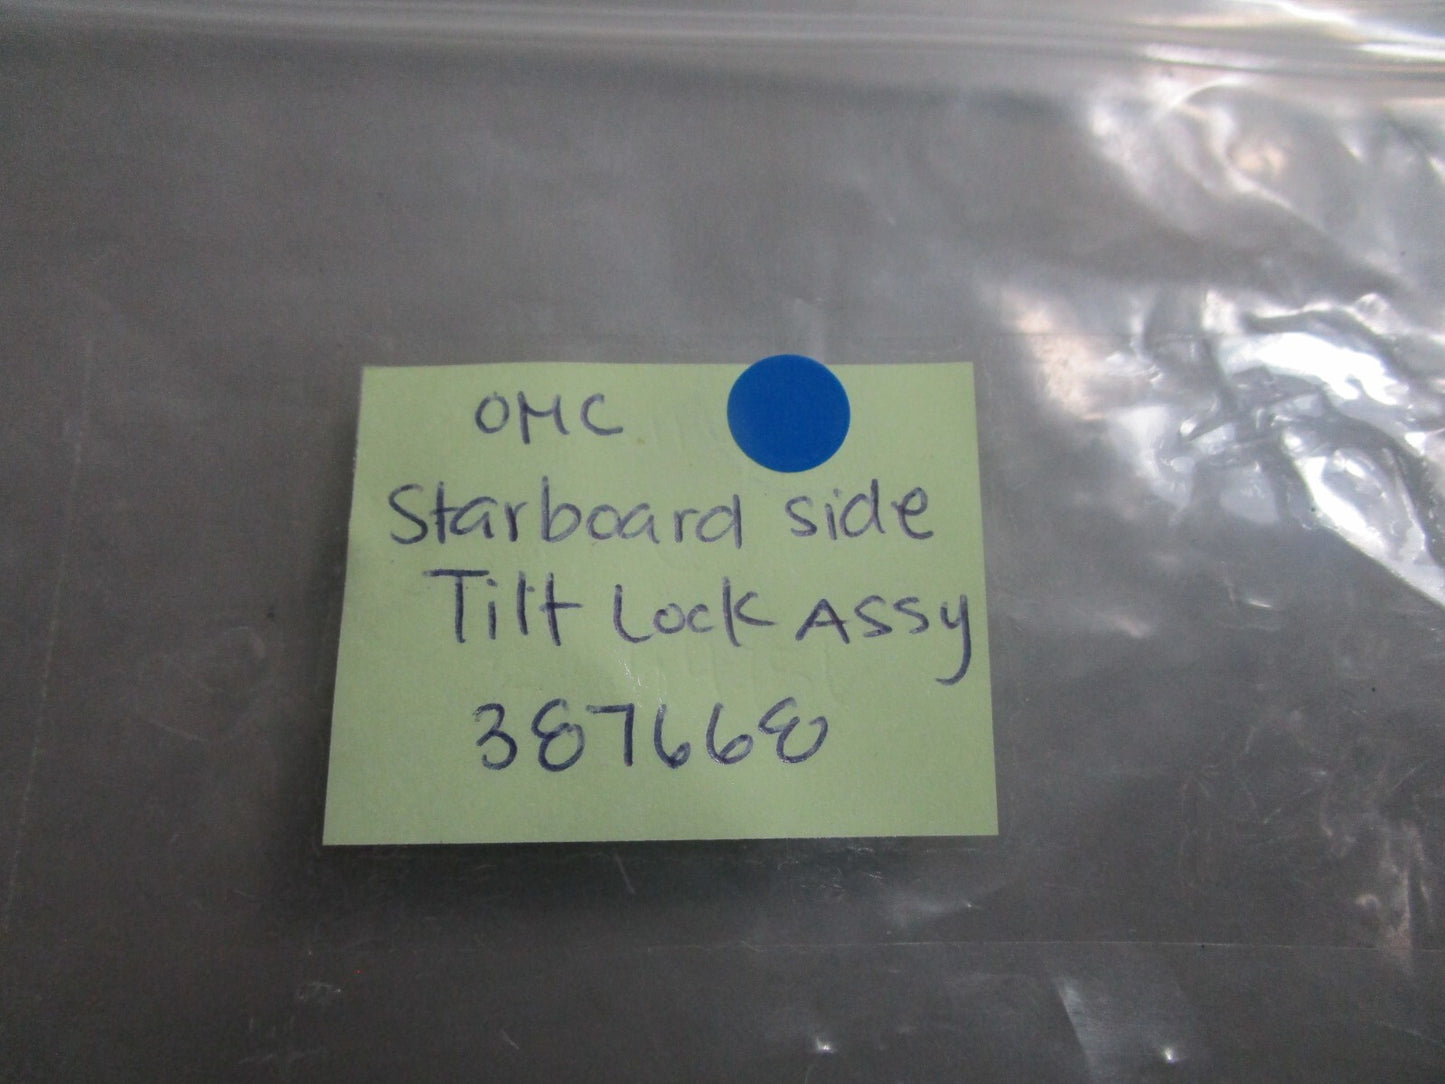 OMC
Starboard side
Tilt Lock ASSy
387668